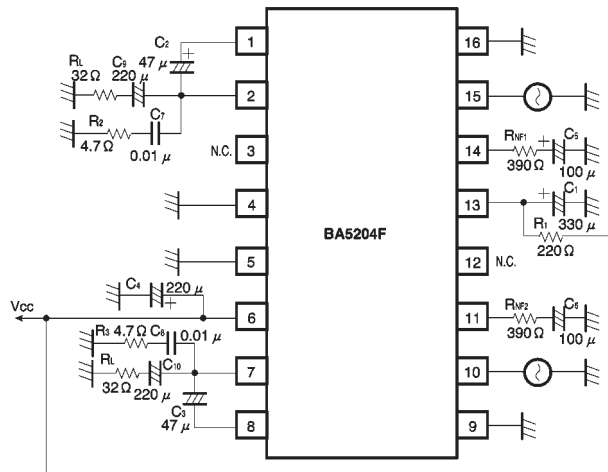 C2
47 μ
+
1
16
RL
32 Ω
C9
220 μ
+
2
15
R2
4.7 Ω
C7
0.01 μ
N.C.
3
14
RNF1
390 Ω
+
C5
100 μ
4
13
+
C1
330 μ
R1
220 Ω
BA5204F
5
12
N.C.
C4
220 μ
+
Vcc
6
11
RNF2
390 Ω
C6
100 μ
R3
4.7 Ω
C8
0.01 μ
RL
32 Ω
C10
220 μ
7
10
C3
47 μ
8
9